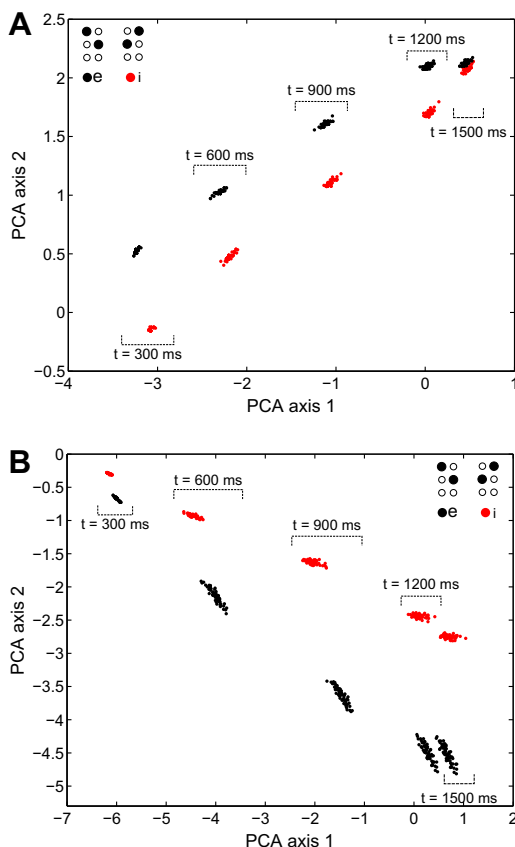 A
2.5
2
1.5
1
0.5
0
−0.5
PCA axis 2
e i
t = 1200 ms
t = 900 ms
t = 1500 ms
t = 600 ms
t = 300 ms
−4 −3 −2 −1 0 1
PCA axis 1
B
0
−0.5
−1
−1.5
−2
−2.5
−3
−3.5
−4
−4.5
−5
PCA axis 2
e i
t = 600 ms
t = 300 ms
t = 900 ms
t = 1200 ms
t = 1500 ms
−7 −6 −5 −4 −3 −2 −1 0 1 2
PCA axis 1